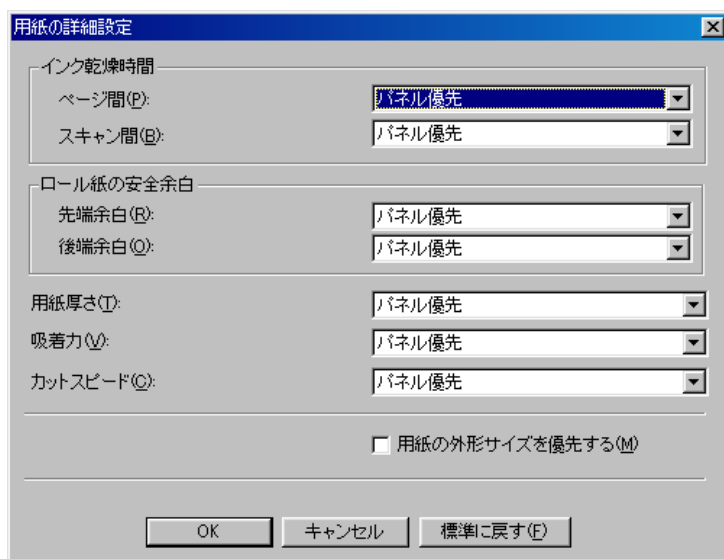 用紙の詳細設定
インク乾燥時間
ページ間(P): パネル優先
スキャン間(B): パネル優先
ロール紙の安全余白
先端余白(R): パネル優先
後端余白(O): パネル優先
用紙厚さ(T): パネル優先
吸着力(V): パネル優先
カットスピード(C): パネル優先
用紙の外形サイズを優先する(M)
OK キャンセル 標準に戻す(F)